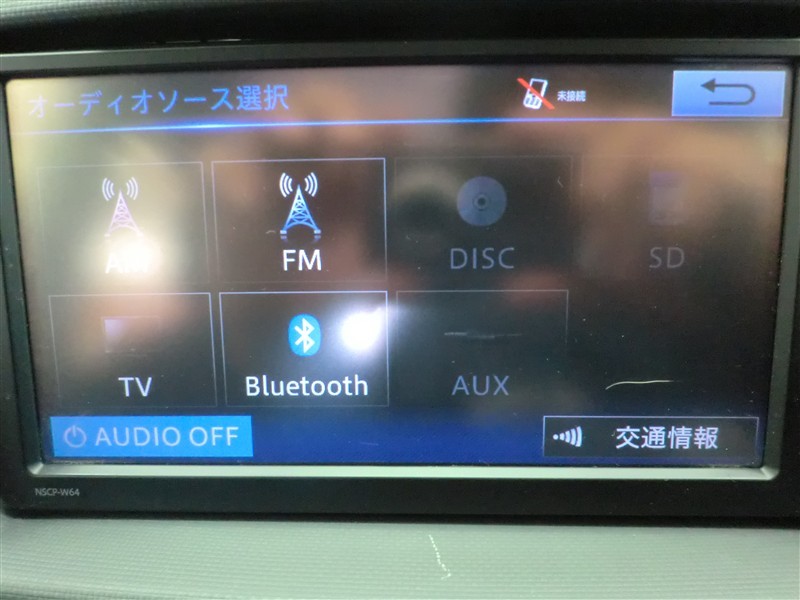 オーディオソース選択
未接続
AM FM DISC SD
TV Bluetooth AUX
AUDIO OFF 交通情報
NSCP-W64